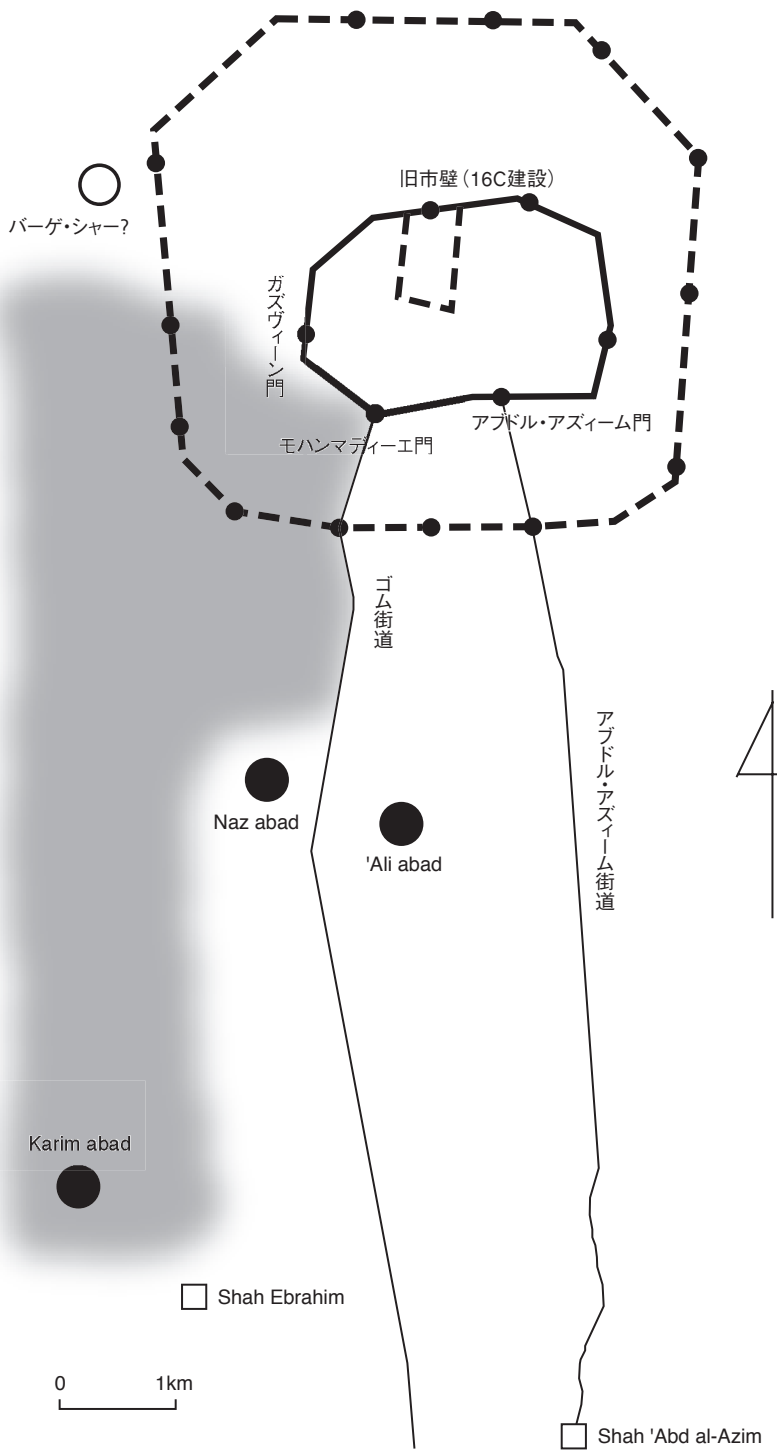 旧市壁（16C建設）
バーゲ・シャー?
ガズヴィーン門
モハンマディーエ門
アブドル・アズィーム門
ゴム街道
アブドル・アズィーム街道
Naz abad
'Ali abad
Karim abad
Shah Ebrahim
0 1km
Shah 'Abd al-Azim